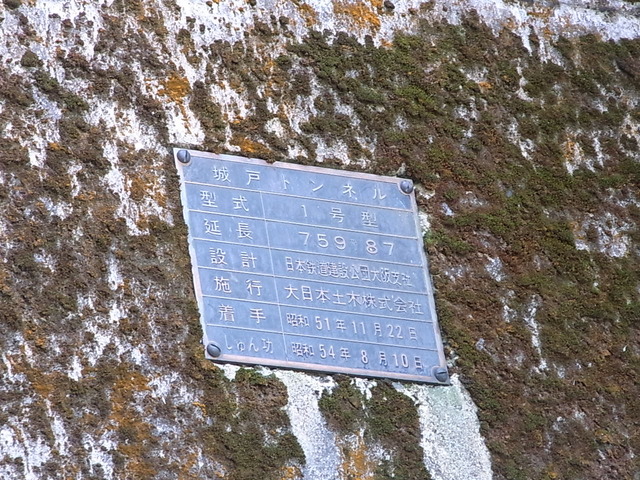 城戸トンネル
型式 1号型
延長 759 87
設計 日本鉄道建設公団大阪支社
施行 大日本土木株式会社
着手 昭和 51年 11月 22日
しゅん功 昭和 54年 8月 10日